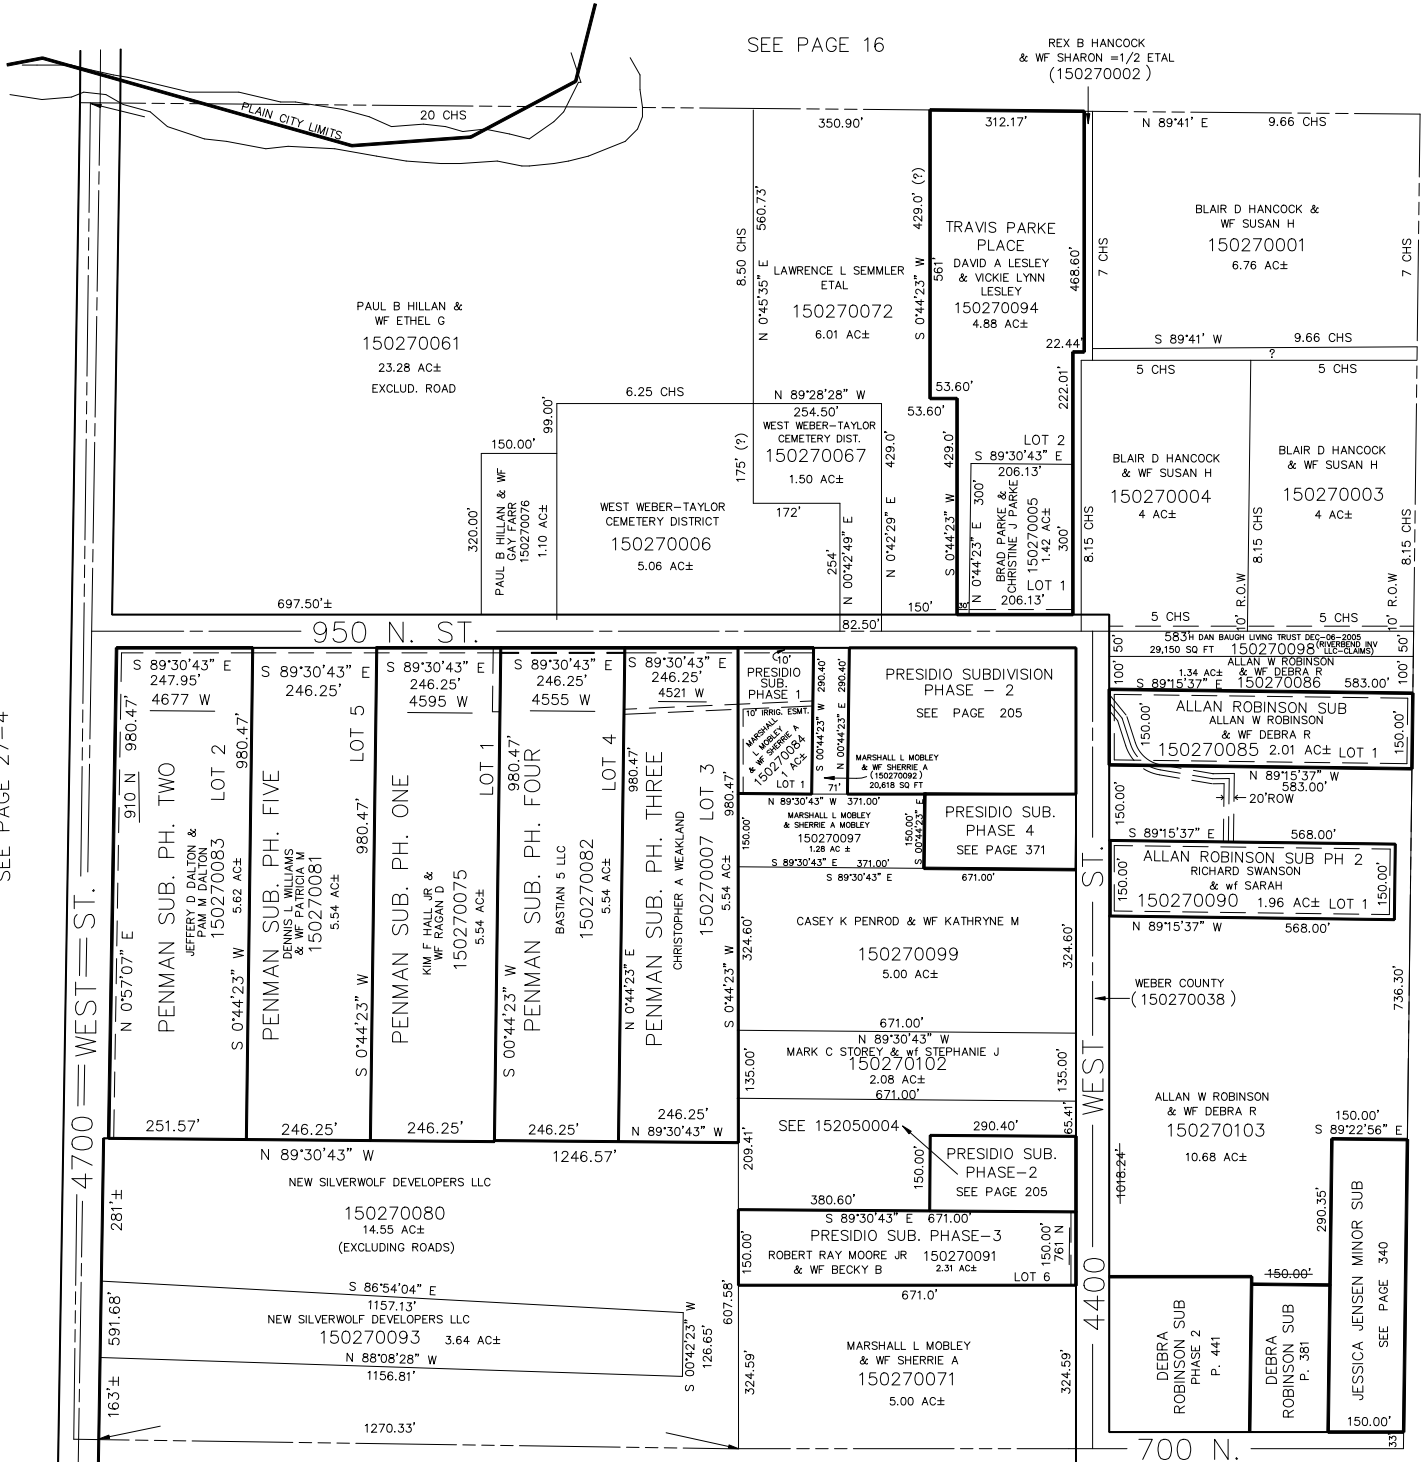 SEE PAGE 16
REX B HANCOCK
& WF SHARON =1/2 ETAL
(150270002 )
PLAIN CITY LIMITS
20 CHS
350.90'
312.17'
N 89°41' E
9.66 CHS
8.50 CHS
560.73'
N 0°45'35" E
429.0' (?)
S 0°44'23" W
561'
468.60'
7 CHS
7 CHS
PAUL B HILLAN &
WF ETHEL G
150270061
23.28 AC±
EXCLUD. ROAD
LAWRENCE L SEMMLER
ETAL
150270072
6.01 AC±
TRAVIS PARKE
PLACE
DAVID A LESLEY
& VICKIE LYNN
LESLEY
150270094
4.88 AC±
BLAIR D HANCOCK &
WF SUSAN H
150270001
6.76 AC±
22.44'
S 89°41' W
9.66 CHS
?
5 CHS
5 CHS
53.60'
53.60'
222.01'
6.25 CHS
N 89°28'28" W
254.50'
99.00'
150.00'
320.00'
PAUL B HILLAN & WF
GAY FARR
150270076
1.10 AC±
WEST WEBER-TAYLOR
CEMETERY DISTRICT
150270006
5.06 AC±
WEST WEBER-TAYLOR
CEMETERY DIST.
150270067
1.50 AC±
175' (?)
172'
254'
N 00°42'49" E
429.0'
N 0°42'29" E
429.0'
S 0°44'23" W
LOT 2
S 89°30'43" E
206.13'
300'
N 0°44'23" E
BRAD PARKE &
CHRISTINE J PARKE
150270005
1.42 AC±
300'
LOT 1
206.13'
30'
BLAIR D HANCOCK
& WF SUSAN H
150270004
4 AC±
BLAIR D HANCOCK
& WF SUSAN H
150270003
4 AC±
8.15 CHS
8.15 CHS
8.15 CHS
10' R.O.W
10' R.O.W
5 CHS
5 CHS
697.50'±
150'
82.50'
950 N. ST.
SEE PAGE 27-4
4700 WEST ST.
S 89°30'43" E
247.95'
4677 W
910 N
980.47'
N 0°57'07" E
PENMAN SUB. PH. TWO
JEFFERY D DALTON &
PAM M DALTON
150270083
5.62 AC±
LOT 2
980.47'
S 0°44'23" W
251.57'
S 89°30'43" E
246.25'
PENMAN SUB. PH. FIVE
DENNIS L WILLIAMS
& WF PATRICIA M
150270081
5.54 AC±
LOT 5
980.47'
S 0°44'23" W
246.25'
S 89°30'43" E
246.25'
4595 W
PENMAN SUB. PH. ONE
KIM F HALL JR &
WF RAGAN D
150270075
5.54 AC±
LOT 1
980.47'
S 00°44'23" W
246.25'
S 89°30'43" E
246.25'
4555 W
PENMAN SUB. PH. FOUR
BASTIAN 5 LLC
150270082
5.54 AC±
LOT 4
980.47'
N 0°44'23" E
246.25'
S 89°30'43" E
246.25'
4521 W
PENMAN SUB. PH. THREE
CHRISTOPHER A WEAKLAND
150270007 LOT 3
5.54 AC±
980.47'
S 0°44'23" W
246.25'
N 89°30'43" W
10'
PRESIDIO
SUB.
PHASE 1
10' IRRIG. ESMT.
MARSHALL
L MOBLEY
& WF SHERRIE A
150270084
1 AC±
LOT 1
290.40'
S 00°44'23" W
290.40'
N 00°44'23" E
71'
PRESIDIO SUBDIVISION
PHASE - 2
SEE PAGE 205
MARSHALL L MOBLEY
& WF SHERRIE A
(150270092)
20,618 SQ FT
N 89°30'43" W 371.00'
MARSHALL L MOBLEY
& SHERRIE A MOBLEY
150270097
1.28 AC ±
150.00'
150.00'
S 00°44'23" E
S 89°30'43" E 371.00'
PRESIDIO SUB.
PHASE 4
SEE PAGE 371
S 89°30'43" E
671.00'
CASEY K PENROD & WF KATHRYNE M
150270099
5.00 AC±
324.60'
324.60'
671.00'
N 89°30'43" W
MARK C STOREY & wf STEPHANIE J
150270102
2.08 AC±
671.00'
135.00'
135.00'
SEE 152050004
290.40'
65.41'
209.41'
150.00'
PRESIDIO SUB.
PHASE-2
SEE PAGE 205
380.60'
S 89°30'43" E 671.00'
PRESIDIO SUB. PHASE-3
ROBERT RAY MOORE JR
& WF BECKY B
150270091
2.31 AC±
LOT 6
150.00'
150.00'
761 N
671.0'
MARSHALL L MOBLEY
& WF SHERRIE A
150270071
5.00 AC±
324.59'
324.59'
607.58'
4400 WEST ST.
WEBER COUNTY
(150270038 )
583'
H DAN BAUGH LIVING TRUST DEC-06-2005
29,150 SQ FT
150270098
(RIVERBEND INV
LLC-CLAIMS)
50'
50'
ALLAN W ROBINSON
& WF DEBRA R
1.34 AC±
150270086
100'
100'
S 89°15'37" E
583.00'
ALLAN ROBINSON SUB
ALLAN W ROBINSON
& WF DEBRA R
150270085 2.01 AC± LOT 1
150.00'
150.00'
N 89°15'37" W
583.00'
20'ROW
150.00'
S 89°15'37" E
568.00'
ALLAN ROBINSON SUB PH 2
RICHARD SWANSON
& wf SARAH
150270090 1.96 AC± LOT 1
150.00'
150.00'
N 89°15'37" W
568.00'
736.30'
ALLAN W ROBINSON
& WF DEBRA R
150270103
10.68 AC±
1018.24'
150.00'
S 89°22'56" E
290.35'
150.00'
DEBRA
ROBINSON SUB
PHASE 2
P. 441
DEBRA
ROBINSON SUB
P. 381
JESSICA JENSEN MINOR SUB
SEE PAGE 340
150.00'
33'
700 N.
N 89°30'43" W
1246.57'
NEW SILVERWOLF DEVELOPERS LLC
150270080
14.55 AC±
(EXCLUDING ROADS)
281'±
S 86°54'04" E
1157.13'
NEW SILVERWOLF DEVELOPERS LLC
150270093 3.64 AC±
591.68'
N 88°08'28" W
1156.81'
S 00°42'23" W
126.65'
163'±
1270.33'